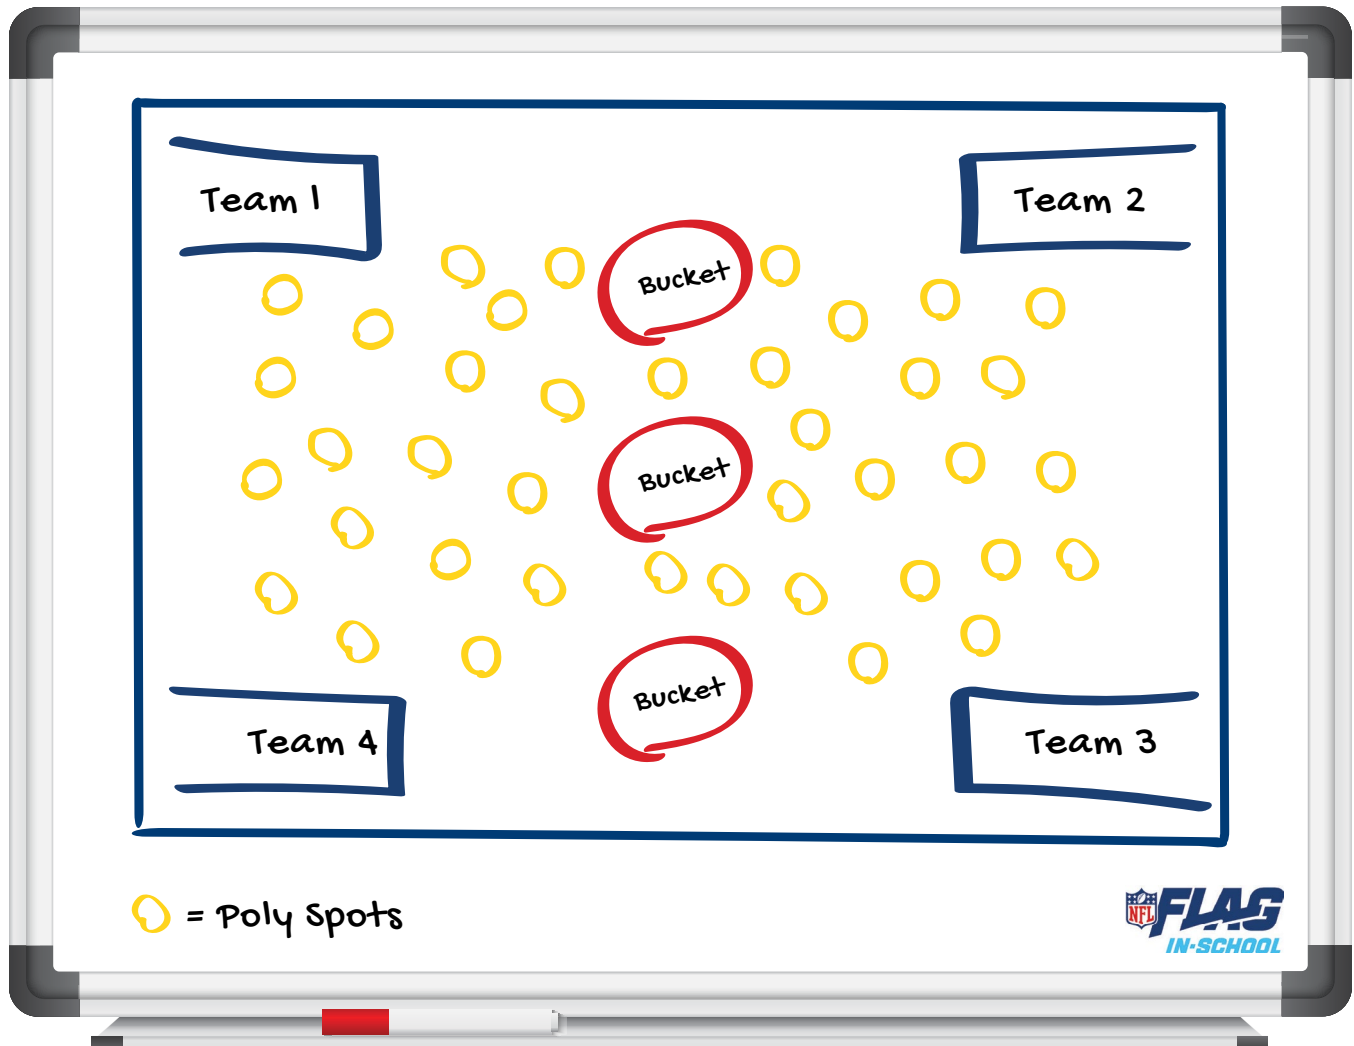 Team 1
Team 2
Bucket
Bucket
Bucket
Team 4
Team 3
= Poly Spots
NFL FLAG
IN-SCHOOL